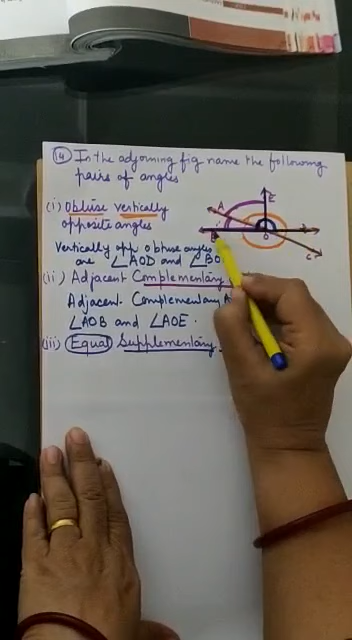 (14) In the adjoining fig name the following
pairs of angles
(i) Obtuse vertically
opposite angles
Vertically opp obtuse angles
are ∠AOD and ∠BO
(ii) Adjacent Complementary
Adjacent Complementary
∠AOB and ∠AOE.
(iii) Equal Supplementary
E
A
B
O
C